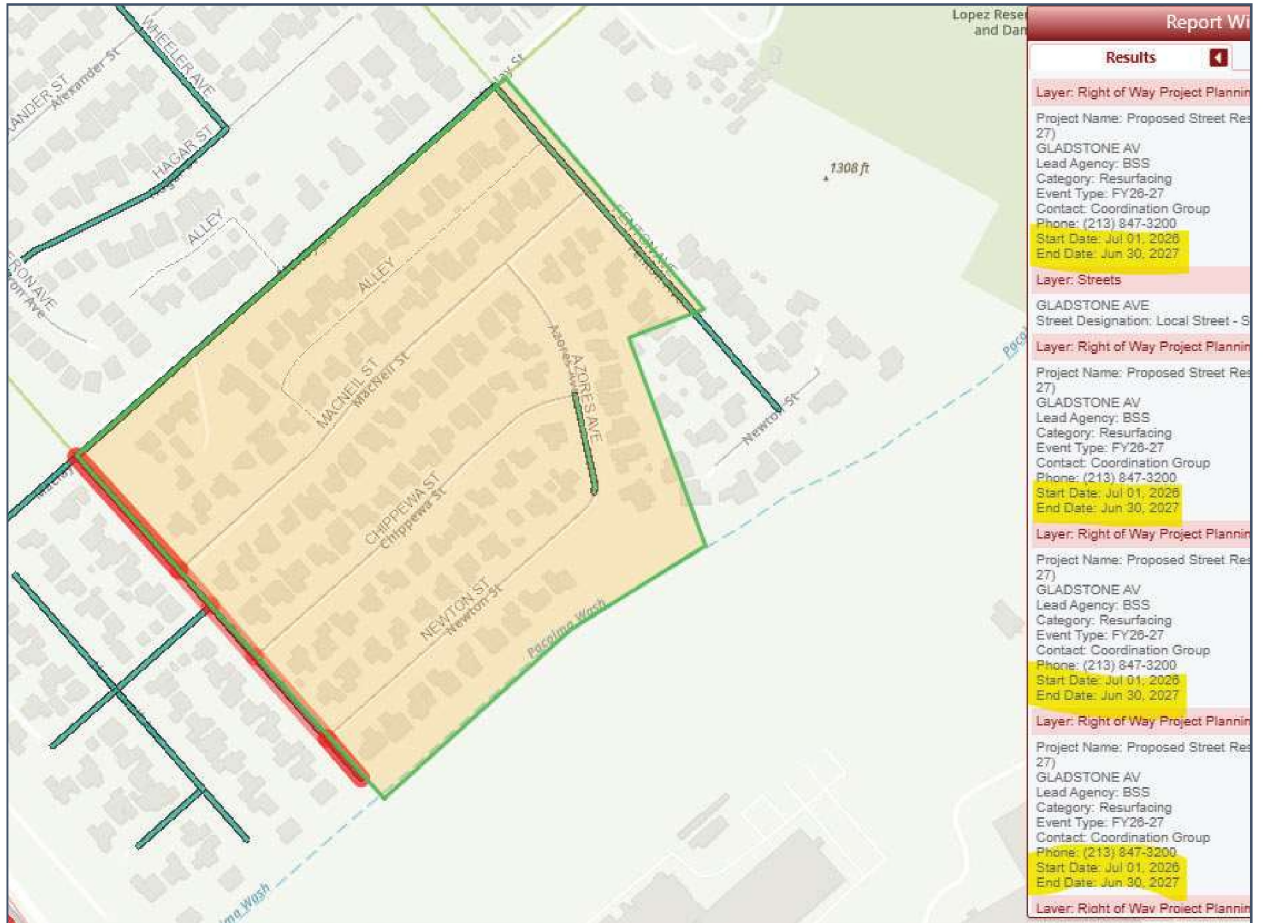 Lopez Reser
and Dam
WHEELER AVE
Alexander St
ANDER ST
HAGAR ST
ALLEY
ERON AVE
ron Ave
1308 ft
FENTON AVE
ALLEY
MACNEIL ST
MacNeil St
AZORES AVE
Azores Ave
Newton St
CHIPPEWA ST
Chippewa St
NEWTON ST
Newton St
Pacoima Wash
Report Wi
Results
Layer: Right of Way Project Plannin
Project Name: Proposed Street Res
27)
GLADSTONE AV
Lead Agency: BSS
Category: Resurfacing
Event Type: FY26-27
Contact: Coordination Group
Phone: (213) 847-3200
Start Date: Jul 01, 2026
End Date: Jun 30, 2027
Layer: Streets
GLADSTONE AVE
Street Designation: Local Street - S
Layer: Right of Way Project Plannin
Project Name: Proposed Street Res
27)
GLADSTONE AV
Lead Agency: BSS
Category: Resurfacing
Event Type: FY26-27
Contact: Coordination Group
Phone: (213) 847-3200
Start Date: Jul 01, 2026
End Date: Jun 30, 2027
Layer: Right of Way Project Plannin
Project Name: Proposed Street Res
27)
GLADSTONE AV
Lead Agency: BSS
Category: Resurfacing
Event Type: FY26-27
Contact: Coordination Group
Phone: (213) 847-3200
Start Date: Jul 01, 2026
End Date: Jun 30, 2027
Layer: Right of Way Project Plannin
Project Name: Proposed Street Res
27)
GLADSTONE AV
Lead Agency: BSS
Category: Resurfacing
Event Type: FY26-27
Contact: Coordination Group
Phone: (213) 847-3200
Start Date: Jul 01, 2026
End Date: Jun 30, 2027
Layer: Right of Way Project Plannin